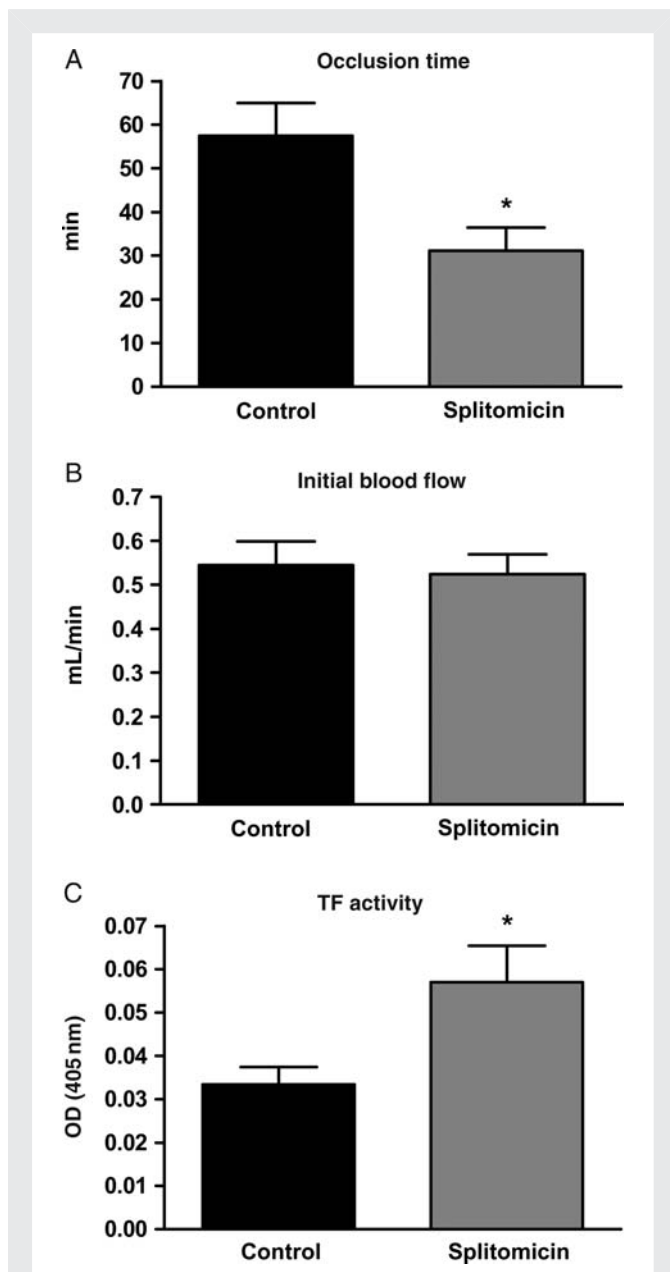 A
Occlusion time
70
60
50
40
30
20
10
0
min
*
Control Splitomicin
B
Initial blood flow
0.7
0.6
0.5
0.4
0.3
0.2
0.1
0.0
mL/min
Control Splitomicin
C
TF activity
0.07
0.06
0.05
0.04
0.03
0.02
0.01
0.00
OD (405 nm)
*
Control Splitomicin